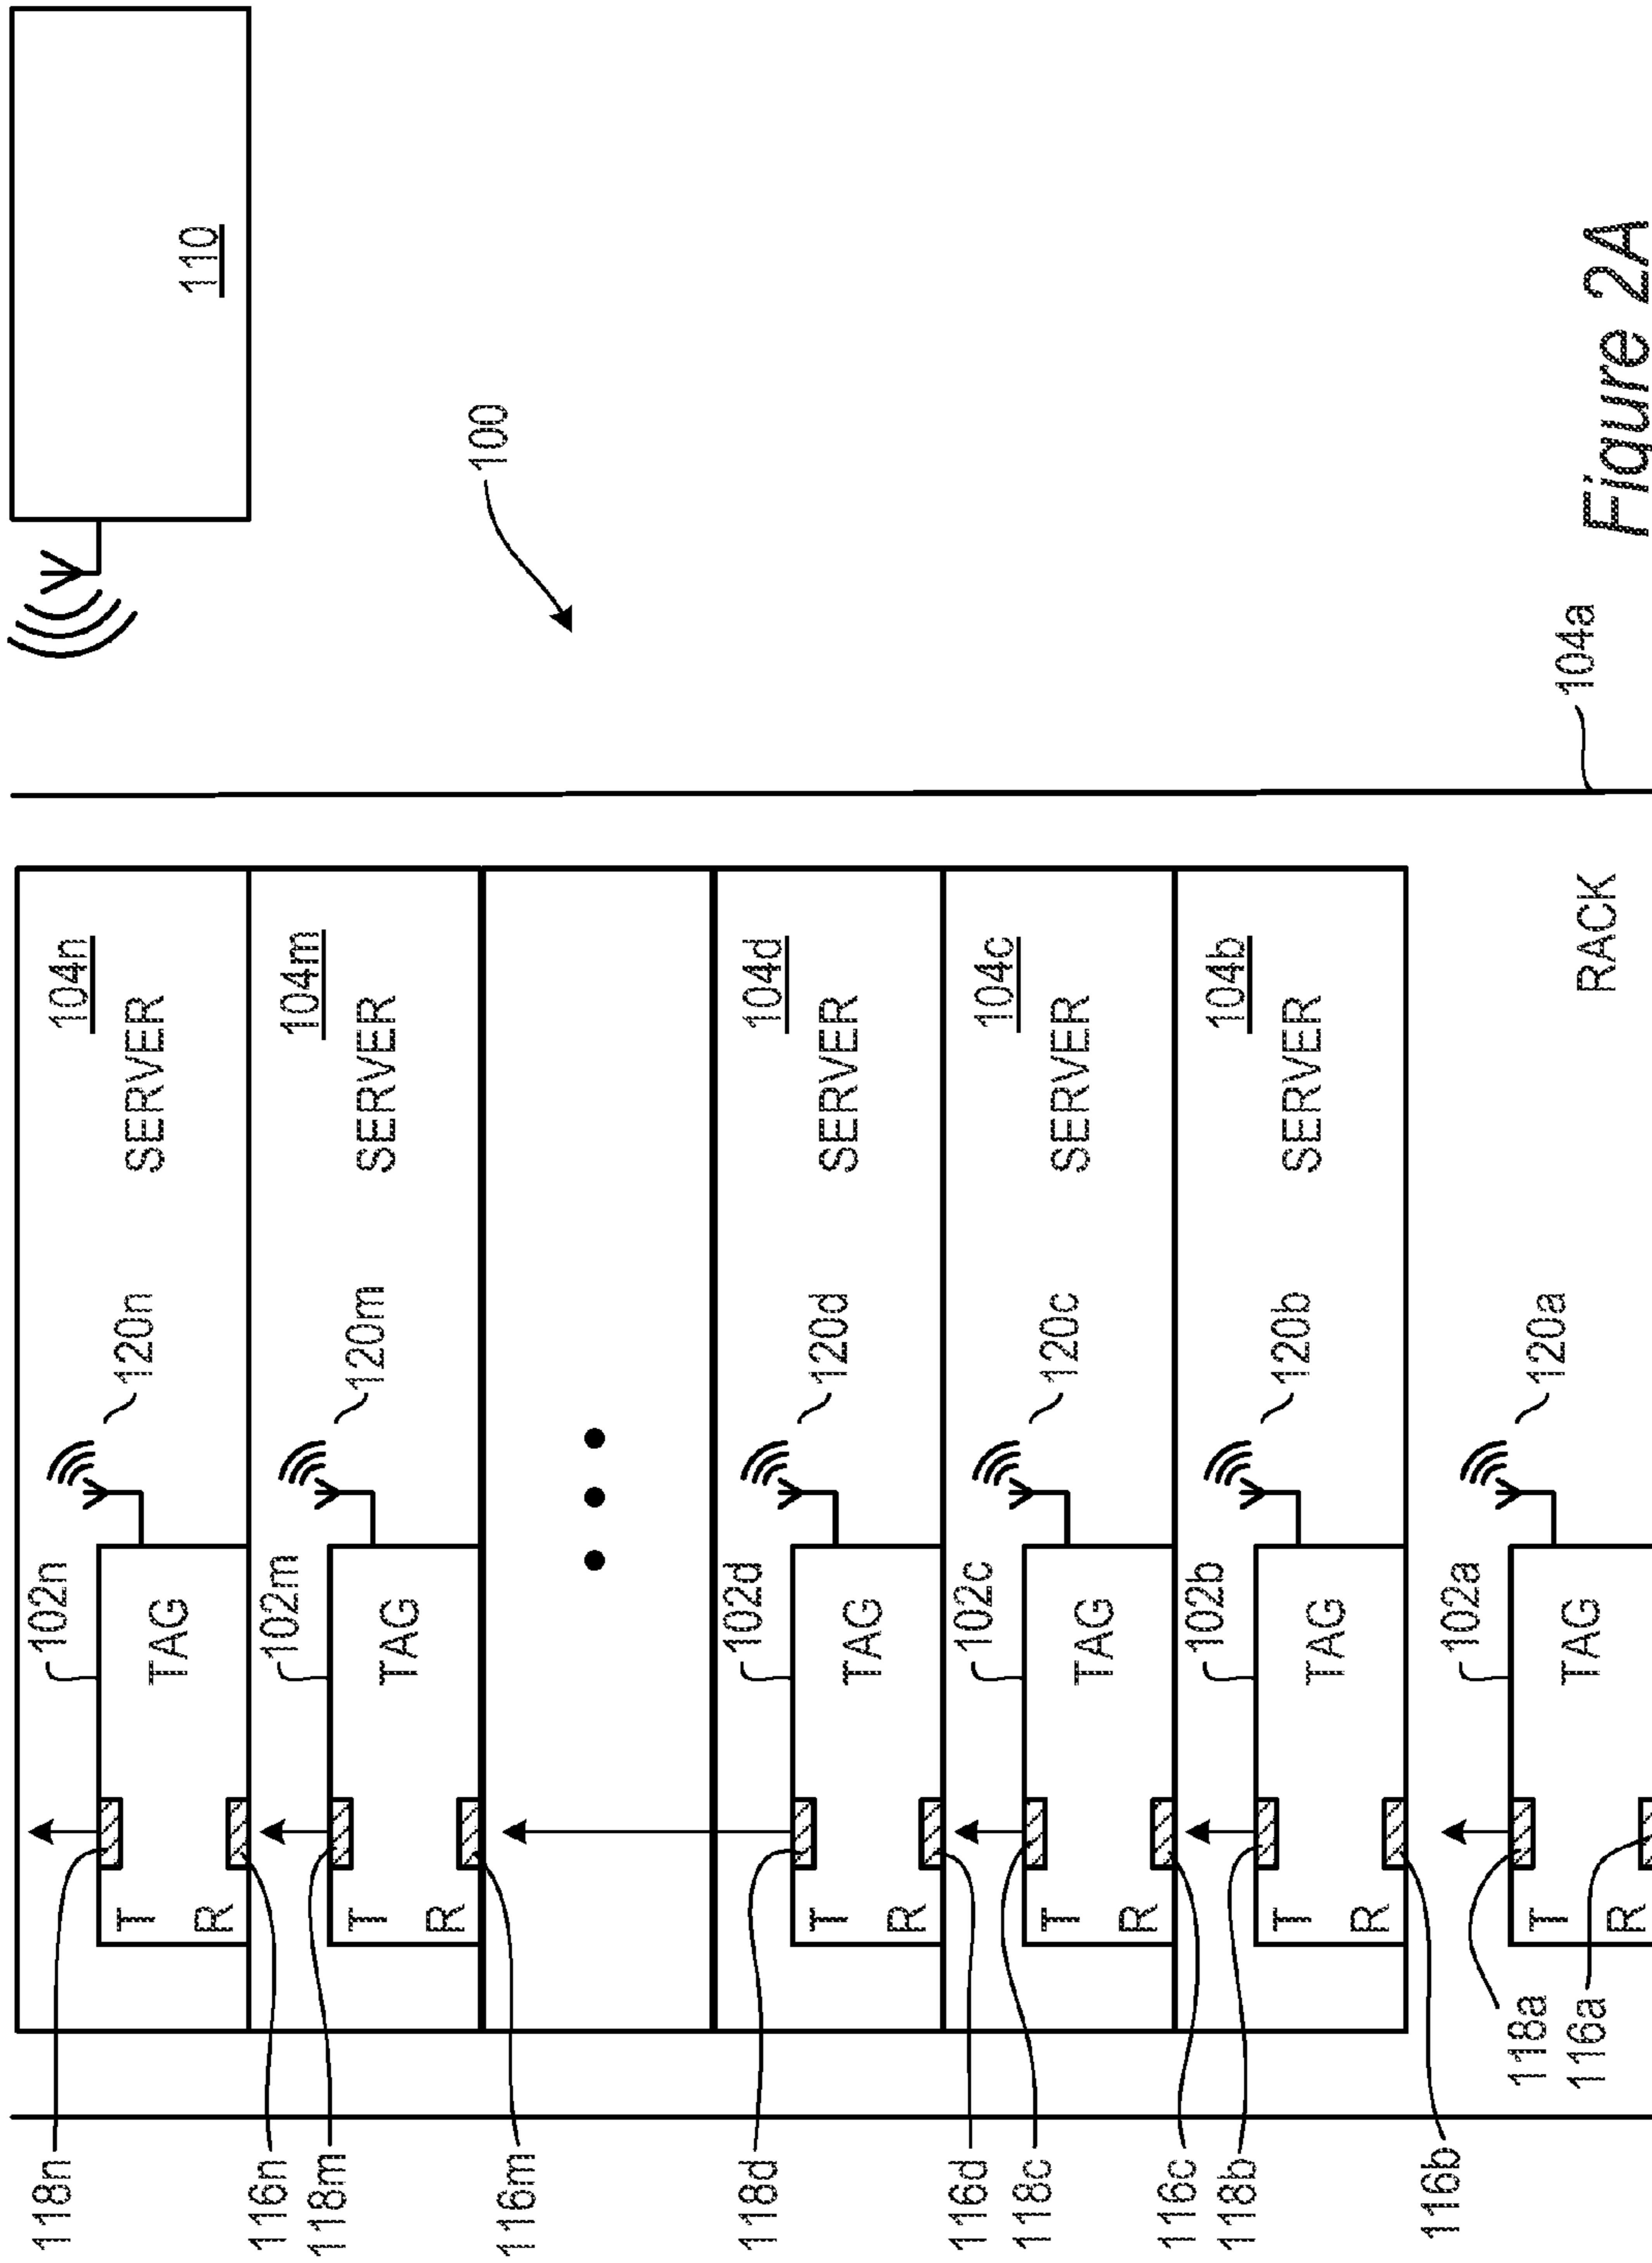 118n
102n
104n
T
TAG
120n
SERVER
R
110
116n
118m
102m
104m
T
TAG
120m
SERVER
R
116m
100
118d
102d
104d
T
TAG
120d
SERVER
R
116d
118c
102c
104c
T
TAG
120c
SERVER
R
116c
118b
102b
104b
T
TAG
120b
SERVER
R
116b
102a
118a
T
TAG
120a
104a
116a
R
RACK
Figure 2A